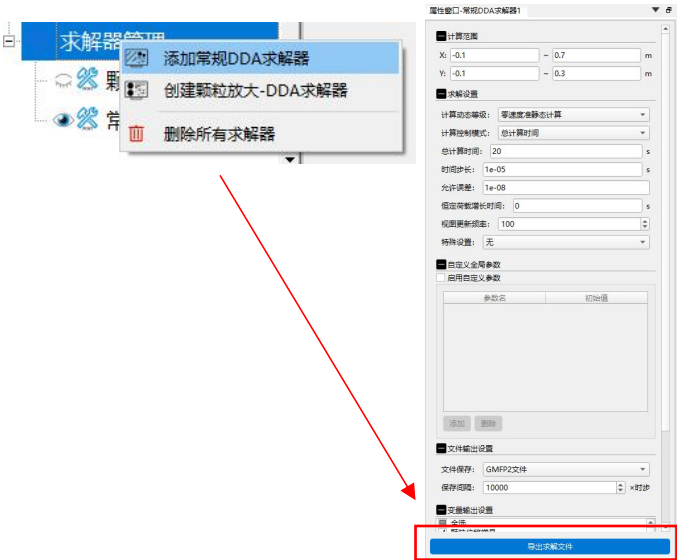 求解器管理
添加常规DDA求解器
颗
创建颗粒放大-DDA求解器
常
删除所有求解器
属性窗口-常规DDA求解器1
计算范围
X: -0.1 ~ 0.7 m
Y: -0.1 ~ 0.3 m
求解设置
计算动态等级: 零速度准静态计算
计算控制模式: 总计算时间
总计算时间: 20 s
时间步长: 1e-05 s
允许误差: 1e-08
恒定荷载增长时间: 0 s
视图更新频率: 100
特殊设置: 无
自定义全局参数
启用自定义参数
参数名 初始值
添加 删除
文件输出设置
文件保存: GMFP2文件
保存间隔: 10000 ×时步
变量输出设置
全选
导出求解文件